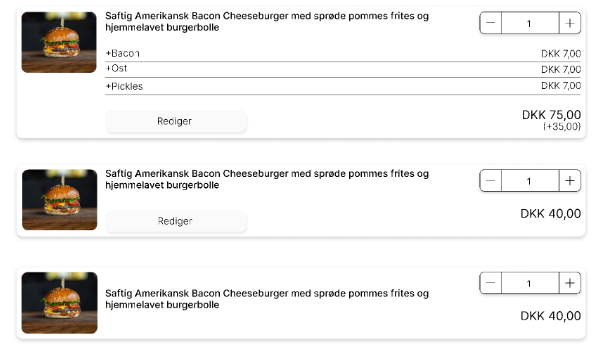 Saftig Amerikansk Bacon Cheeseburger med sprøde pommes frites og
hjemmelavet burgerbolle
1
+Bacon DKK 7,00
+Ost DKK 7,00
+Pickles DKK 7,00
Rediger
DKK 75,00
(+35,00)
Saftig Amerikansk Bacon Cheeseburger med sprøde pommes frites og
hjemmelavet burgerbolle
1
Rediger
DKK 40,00
Saftig Amerikansk Bacon Cheeseburger med sprøde pommes frites og
hjemmelavet burgerbolle
1
DKK 40,00